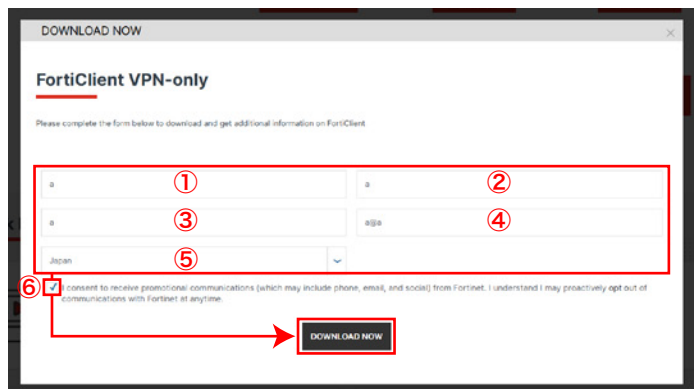 DOWNLOAD NOW ×
FortiClient VPN-only
Please complete the form below to download and get additional information on FortiClient
a ① a ②
a ③ a@a ④
Japan ⑤
⑥ ✓ I consent to receive promotional communications (which may include phone, email, and social) from Fortinet. I understand I may proactively opt out of
communications with Fortinet at anytime.
DOWNLOAD NOW